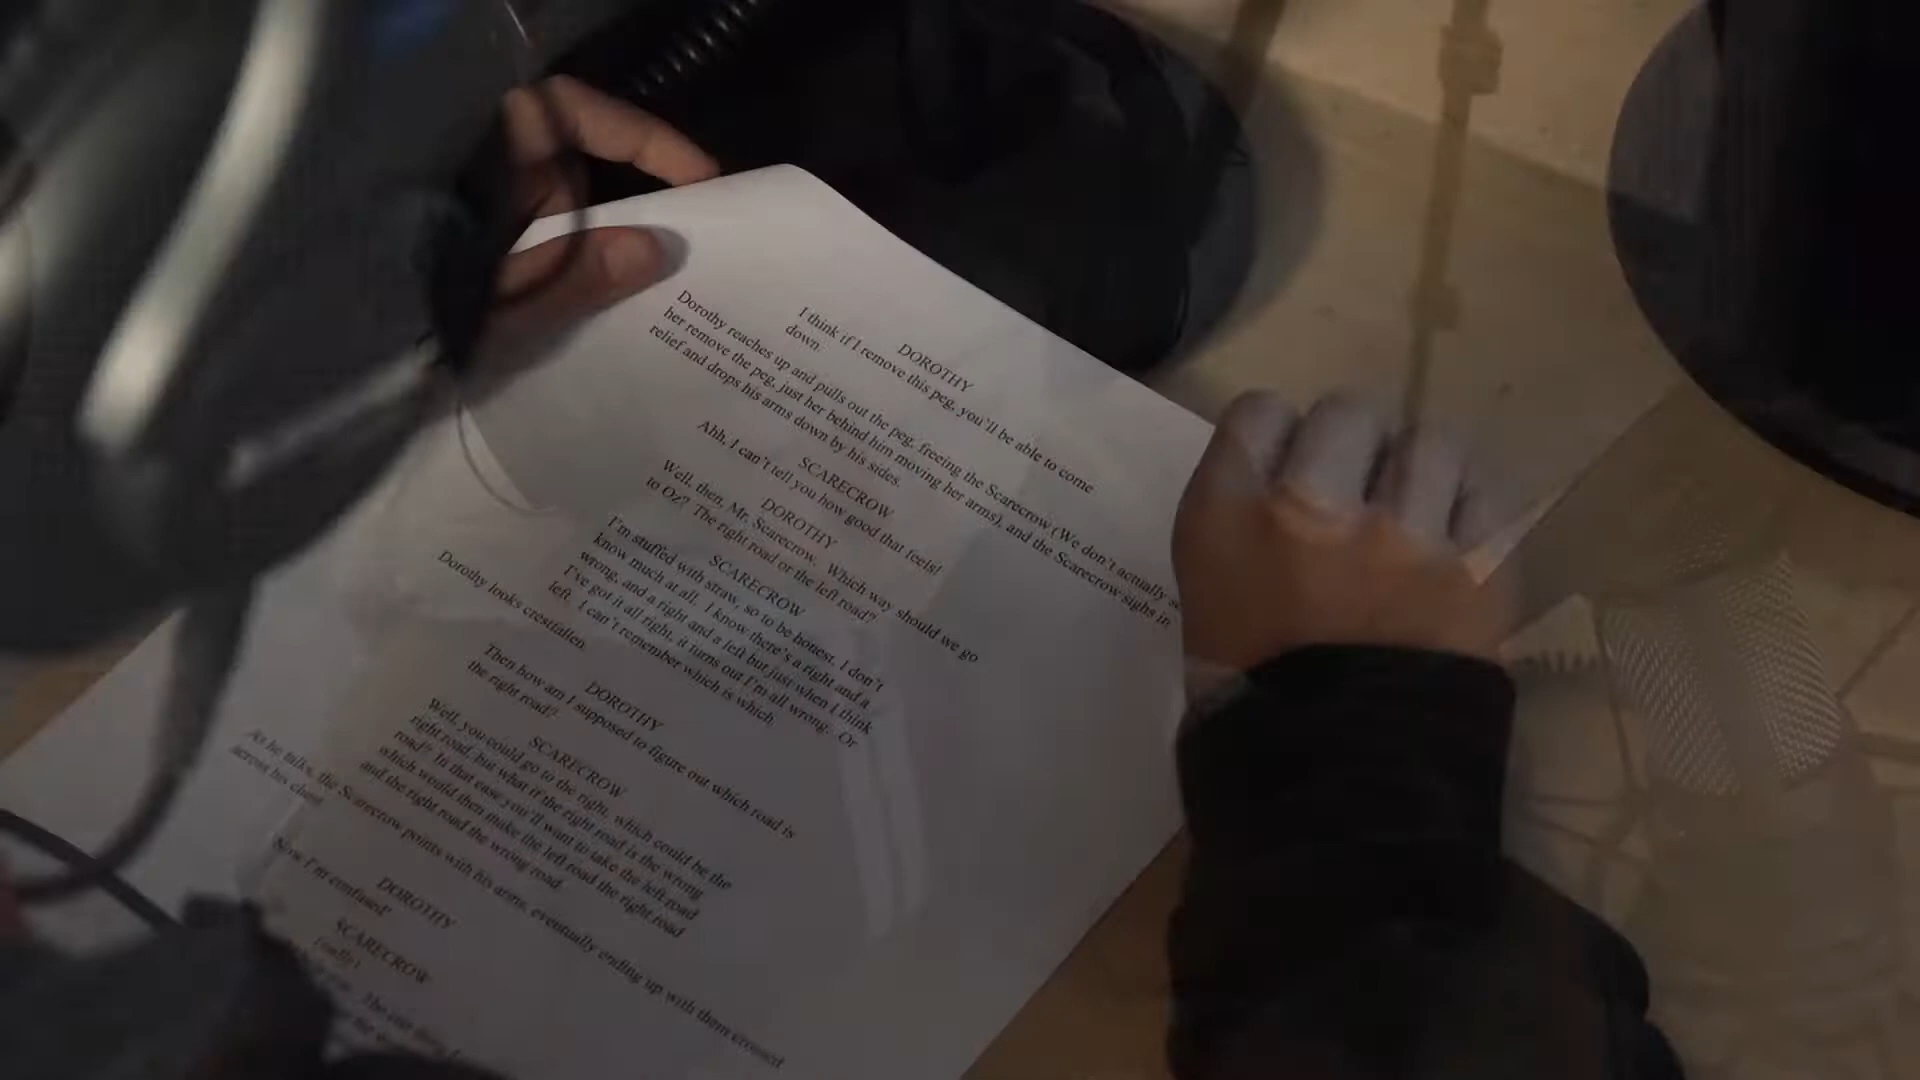 DOROTHY
I think if I remove this peg, you'll be able to come
down.
Dorothy reaches up and pulls out the peg, freeing the Scarecrow (We don't actually
her remove the peg, just her behind him moving her arms), and the Scarecrow sighs in
relief and drops his arms down by his sides.
SCARECROW
Ahh, I can't tell you how good that feels!
DOROTHY
Well, then, Mr. Scarecrow. Which way should we go
to Oz? The right road or the left road?
SCARECROW
I'm stuffed with straw, so to be honest, I don't
know much at all. I know there's a right and a
wrong, and a right and a left but just when I think
I've got it all right, it turns out I'm all wrong. Or
left. I can't remember which is which.
Dorothy looks crestfallen.
DOROTHY
Then how am I supposed to figure out which road is
the right road?
SCARECROW
Well, you could go to the right, which could be the
right road, but what if the right road is the wrong
road? In that case you'll want to take the left road
which would then make the left road the right road
and the right road the wrong road.
As he talks, the Scarecrow points with his arms, eventually ending up with them crossed
across his chest.
DOROTHY
Now I'm confused!
SCARECROW